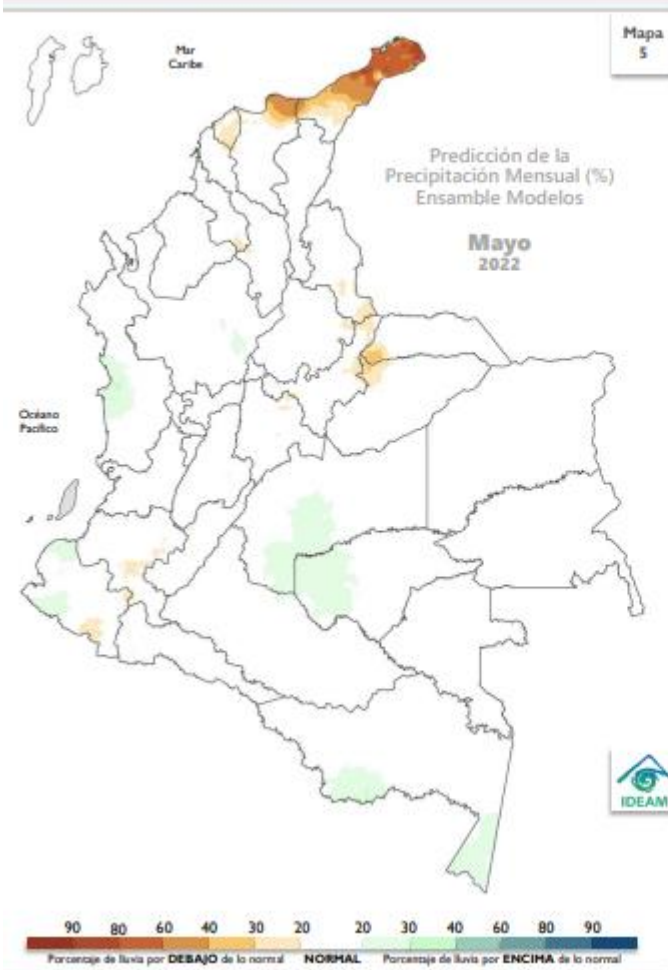 Mapa
5
Mar
Caribe
Predicción de la
Precipitación Mensual (%)
Ensamble Modelos
Mayo
2022
Océano
Pacífico
IDEAM
90 80 60 40 30 20 20 30 40 60 80 90
Porcentaje de lluvia por DEBAJO de lo normal NORMAL Porcentaje de lluvia por ENCIMA de lo normal